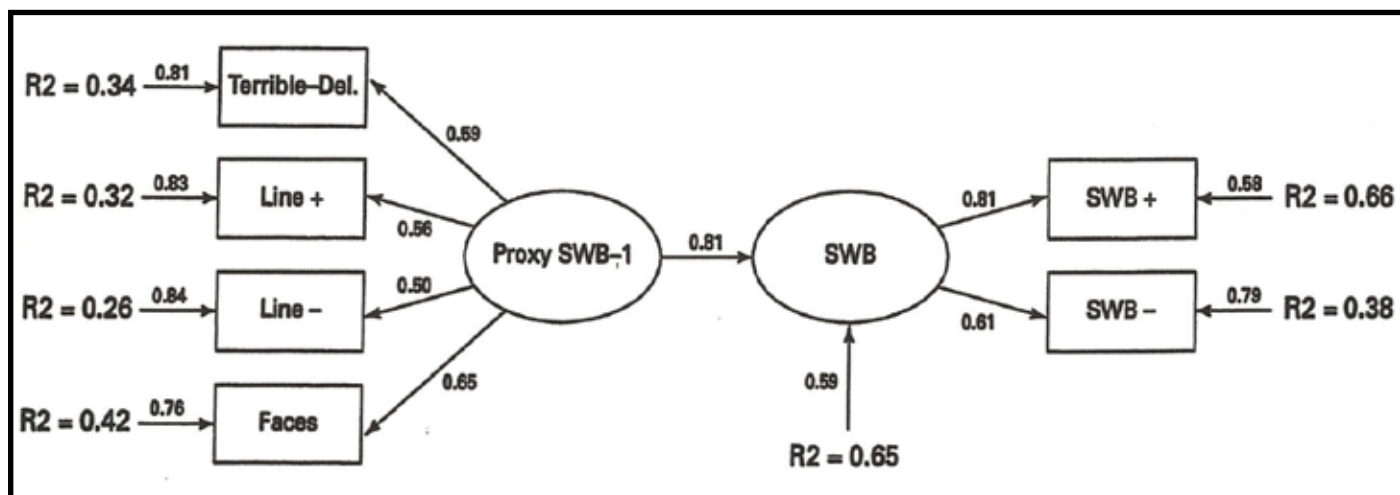 R2 = 0.34
0.81
Terrible–Del.
0.59
R2 = 0.32
0.83
Line +
0.56
R2 = 0.26
0.84
Line –
0.50
R2 = 0.42
0.76
Faces
0.65
Proxy SWB–1
0.81
SWB
0.59
R2 = 0.65
0.81
SWB +
0.58
R2 = 0.66
0.61
SWB –
0.79
R2 = 0.38